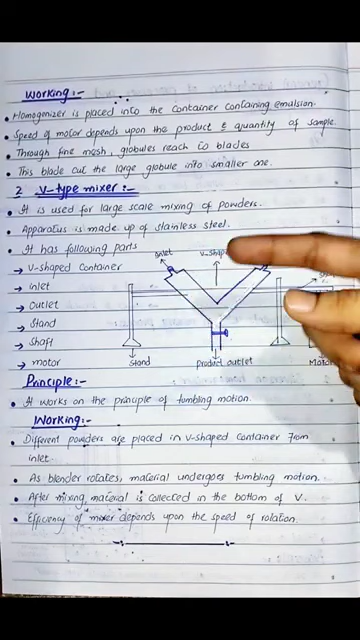 Working:-
• Homogenizer is placed into the container containing emulsion.
• Speed of motor depends upon the product & quantity of sample
• Through fine mesh, globules reach to blades
• This blade cut the large globule into smaller one.
2 V-type mixer:-
• It is used for large scale mixing of powders.
• Apparatus is made up of stainless steel.
• It has following parts
→ V-shaped container
→ inlet
→ outlet
→ Stand
→ Shaft
→ motor
Inlet
V-shap
Stand
Product outlet
Motor
Principle:-
• It works on the principle of tumbling motion.
Working:-
• Different powders are placed in V-shaped container from
inlet.
• As blender rotates, material undergoes tumbling motion.
• After mixing material is collected in the bottom of V.
• Efficiency of mixer depends upon the speed of rotation.